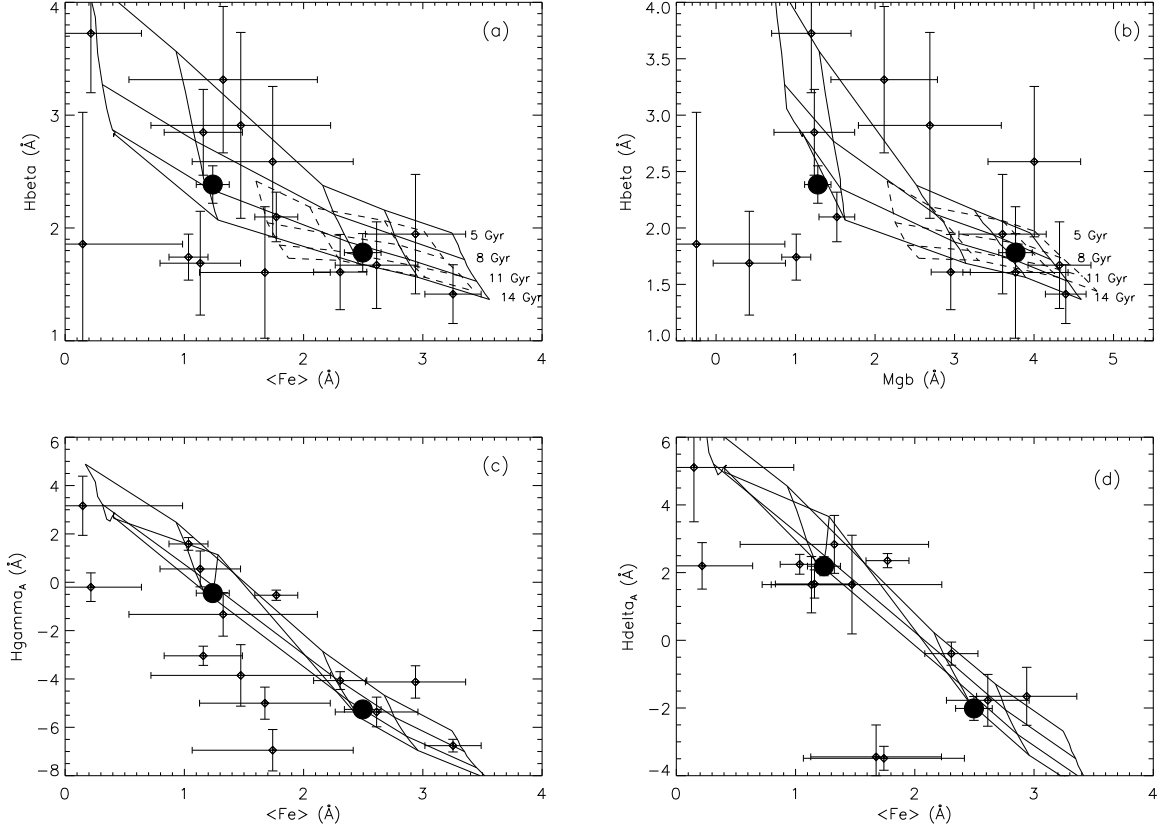 (a)
4
3
2
1
Hbeta (Å)
5 Gyr
8 Gyr
11 Gyr
14 Gyr
0 1 2 3 4
<Fe> (Å)
(b)
4.0
3.5
3.0
2.5
2.0
1.5
1.0
Hbeta (Å)
5 Gyr
8 Gyr
11 Gyr
14 Gyr
0 1 2 3 4 5
Mgb (Å)
(c)
6
4
2
0
−2
−4
−6
−8
HgammaA (Å)
0 1 2 3 4
<Fe> (Å)
(d)
6
4
2
0
−2
−4
HdeltaA (Å)
0 1 2 3 4
<Fe> (Å)